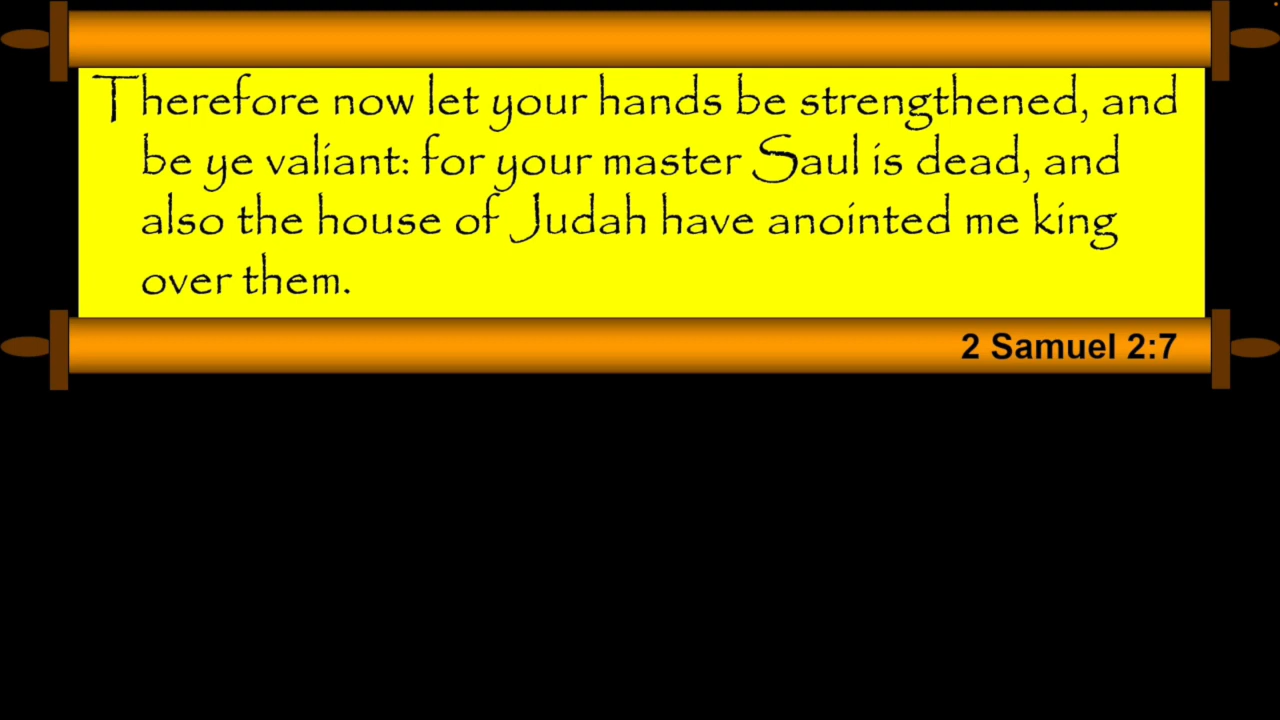 Therefore now let your hands be strengthened, and
be ye valiant: for your master Saul is dead, and
also the house of Judah have anointed me king
over them.
2 Samuel 2:7